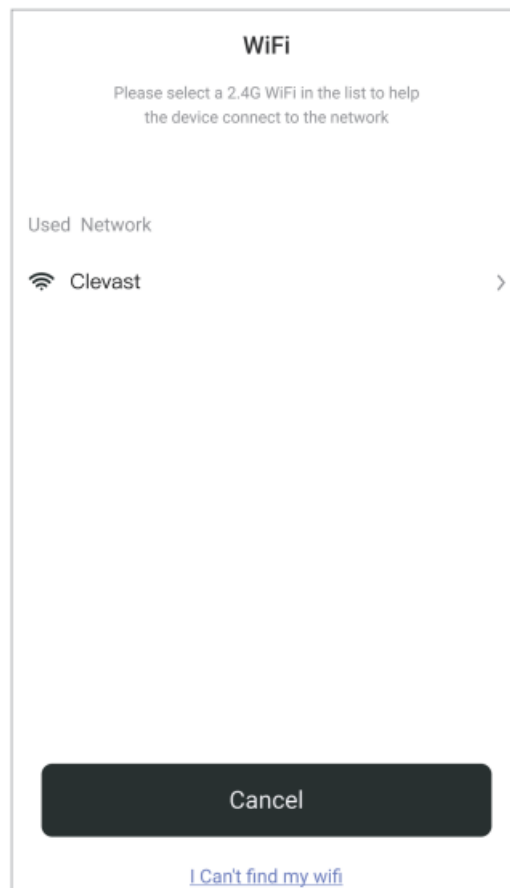 WiFi
Please select a 2.4G WiFi in the list to help
the device connect to the network
Used Network
Clevast
Cancel
I Can't find my wifi